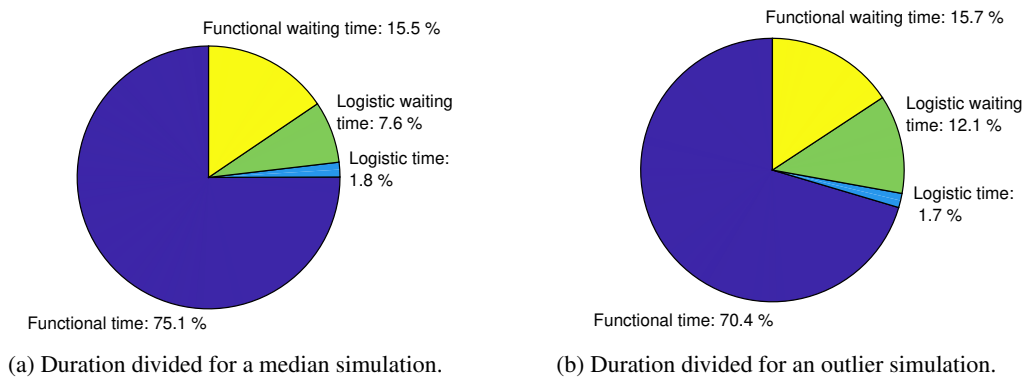 Functional waiting time: 15.5 %
Logistic waiting
time: 7.6 %
Logistic time:
1.8 %
Functional time: 75.1 %
(a) Duration divided for a median simulation.
Functional waiting time: 15.7 %
Logistic waiting
time: 12.1 %
Logistic time:
1.7 %
Functional time: 70.4 %
(b) Duration divided for an outlier simulation.